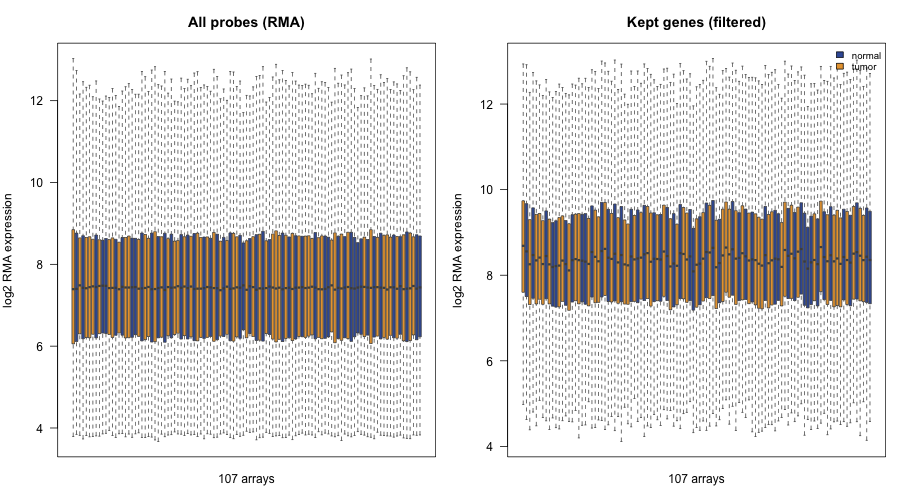 All probes (RMA)
log2 RMA expression
12
10
8
6
4
107 arrays
Kept genes (filtered)
log2 RMA expression
12
10
8
6
4
normal
tumor
107 arrays